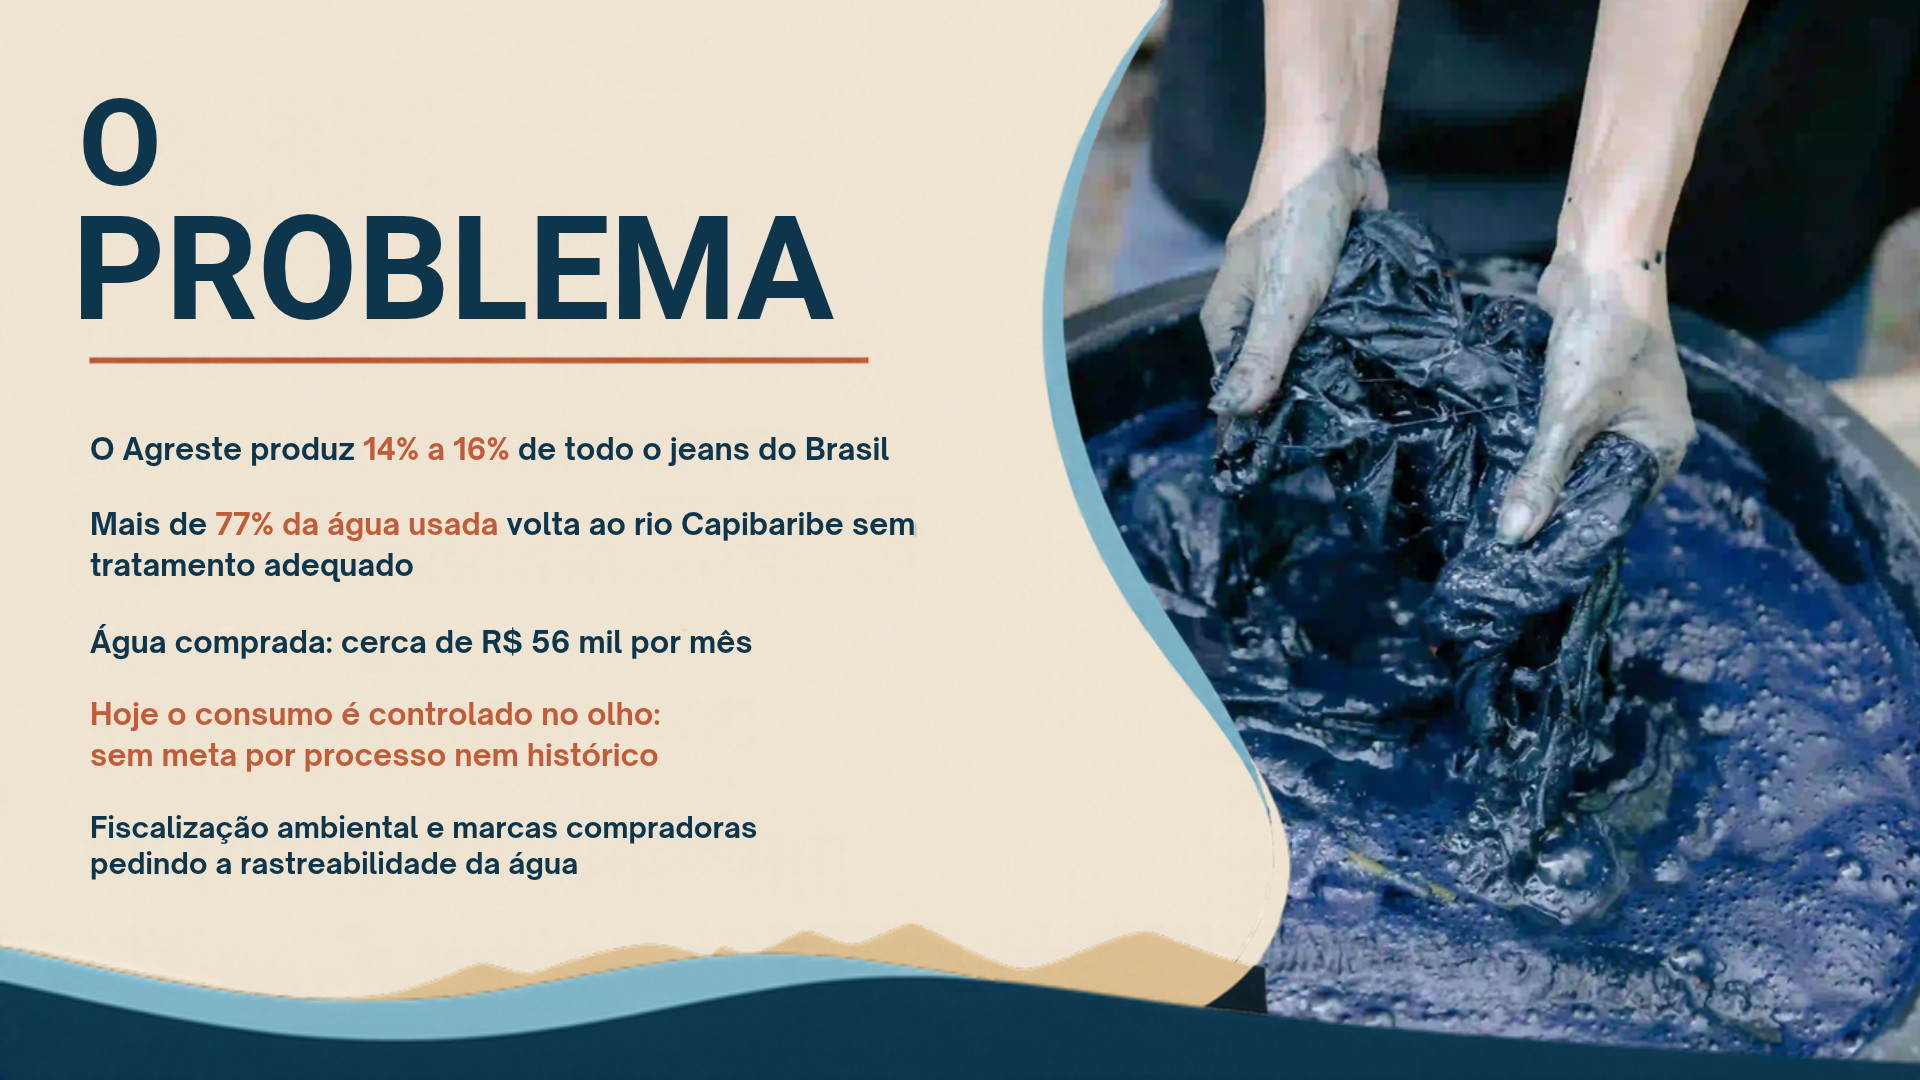 O
PROBLEMA
O Agreste produz 14% a 16% de todo o jeans do Brasil
Mais de 77% da água usada volta ao rio Capibaribe sem
tratamento adequado
Água comprada: cerca de R$ 56 mil por mês
Hoje o consumo é controlado no olho:
sem meta por processo nem histórico
Fiscalização ambiental e marcas compradoras
pedindo a rastreabilidade da água